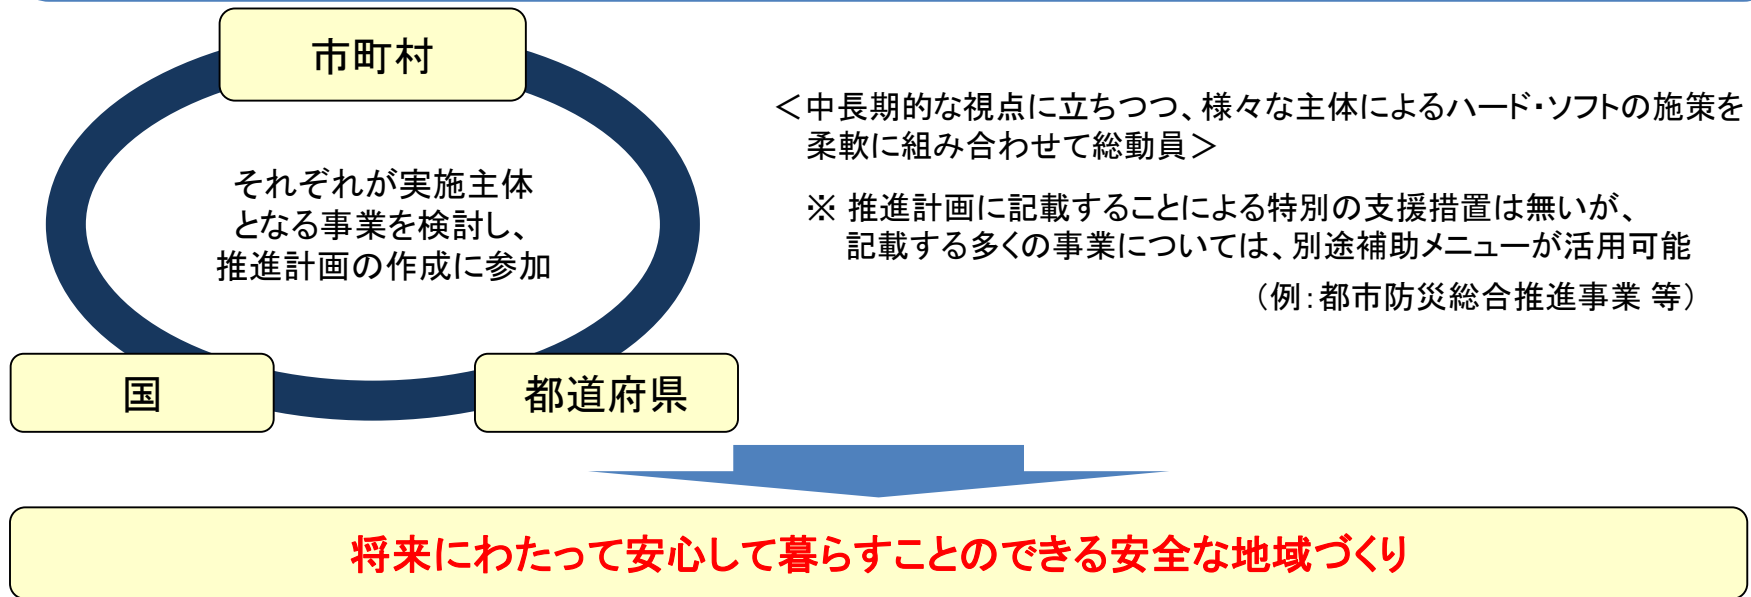 市町村
それぞれが実施主体
となる事業を検討し、
推進計画の作成に参加
国
都道府県
＜中長期的な視点に立ちつつ、様々な主体によるハード・ソフトの施策を
柔軟に組み合わせて総動員＞
※ 推進計画に記載することによる特別の支援措置は無いが、
記載する多くの事業については、別途補助メニューが活用可能
（例：都市防災総合推進事業 等）
将来にわたって安心して暮らすことのできる安全な地域づくり